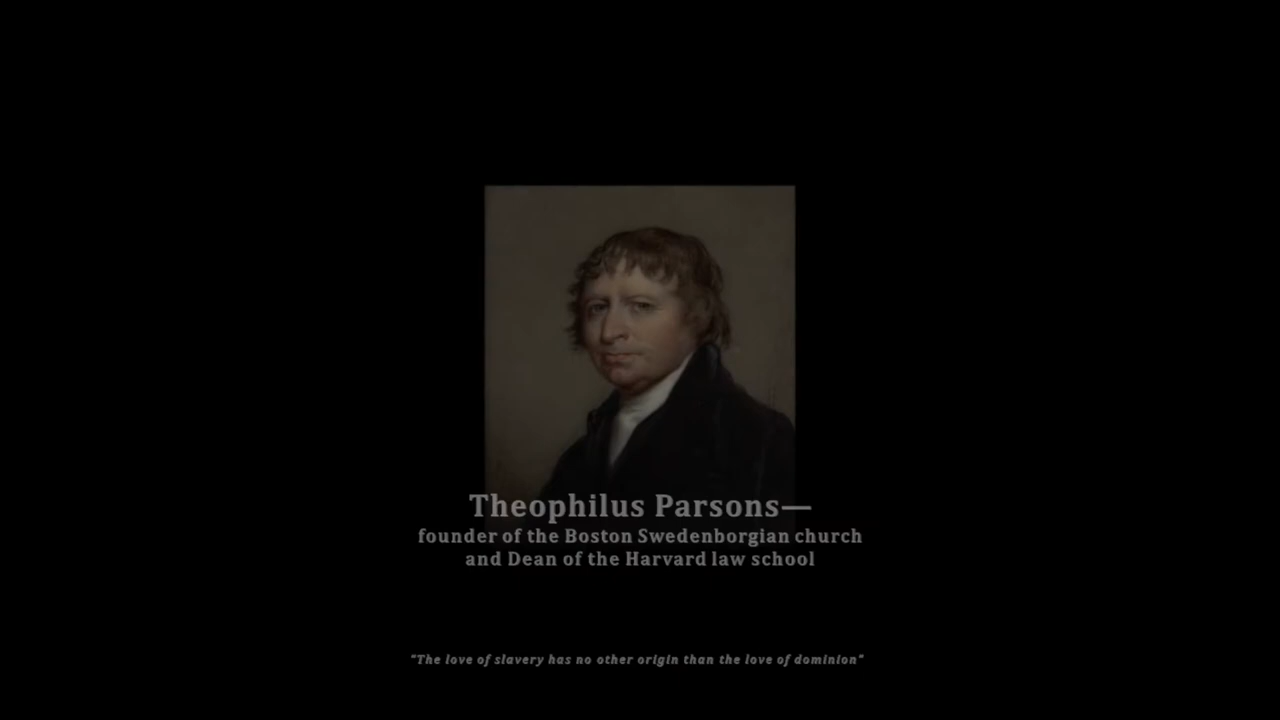 Theophilus Parsons—
founder of the Boston Swedenborgian church
and Dean of the Harvard law school
"The love of slavery has no other origin than the love of dominion"